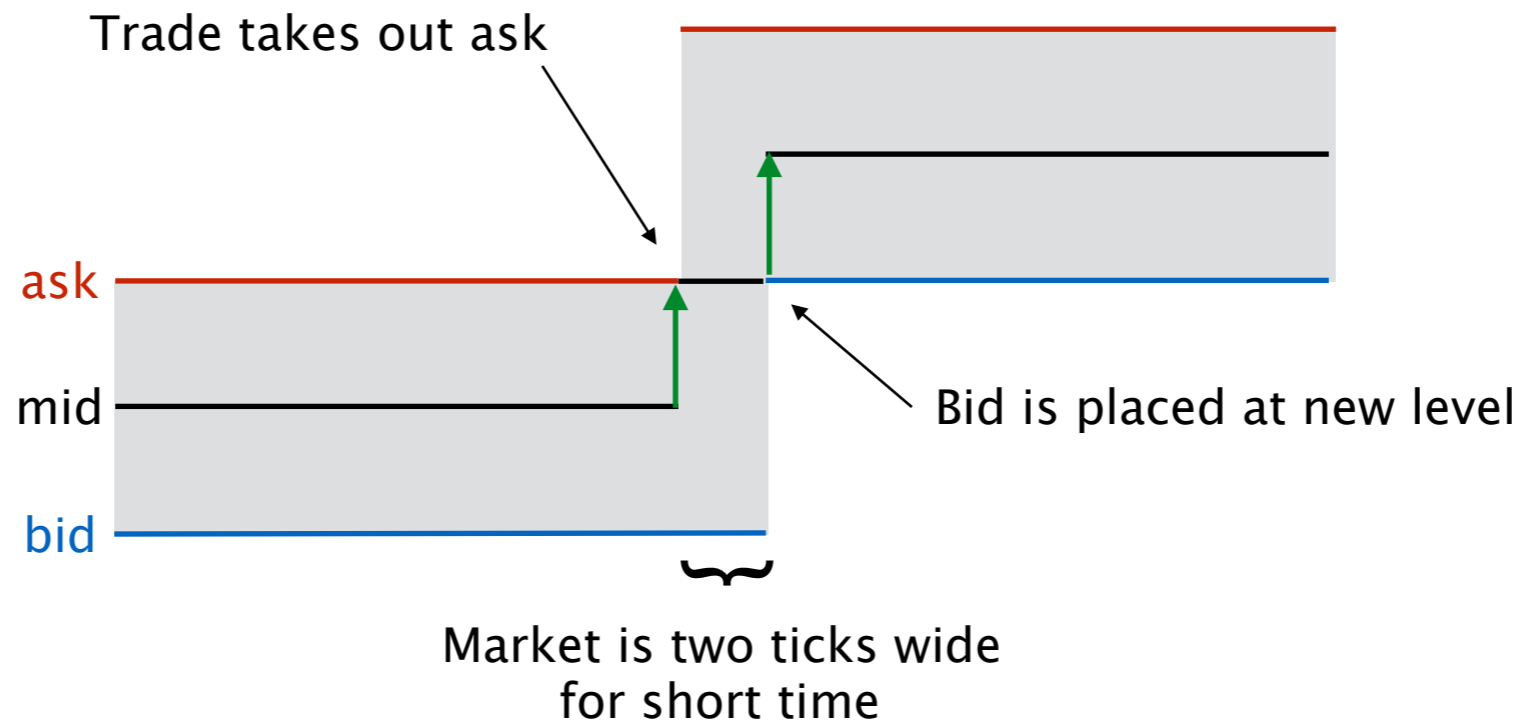 Trade takes out ask
ask
mid
Bid is placed at new level
bid
Market is two ticks wide
for short time